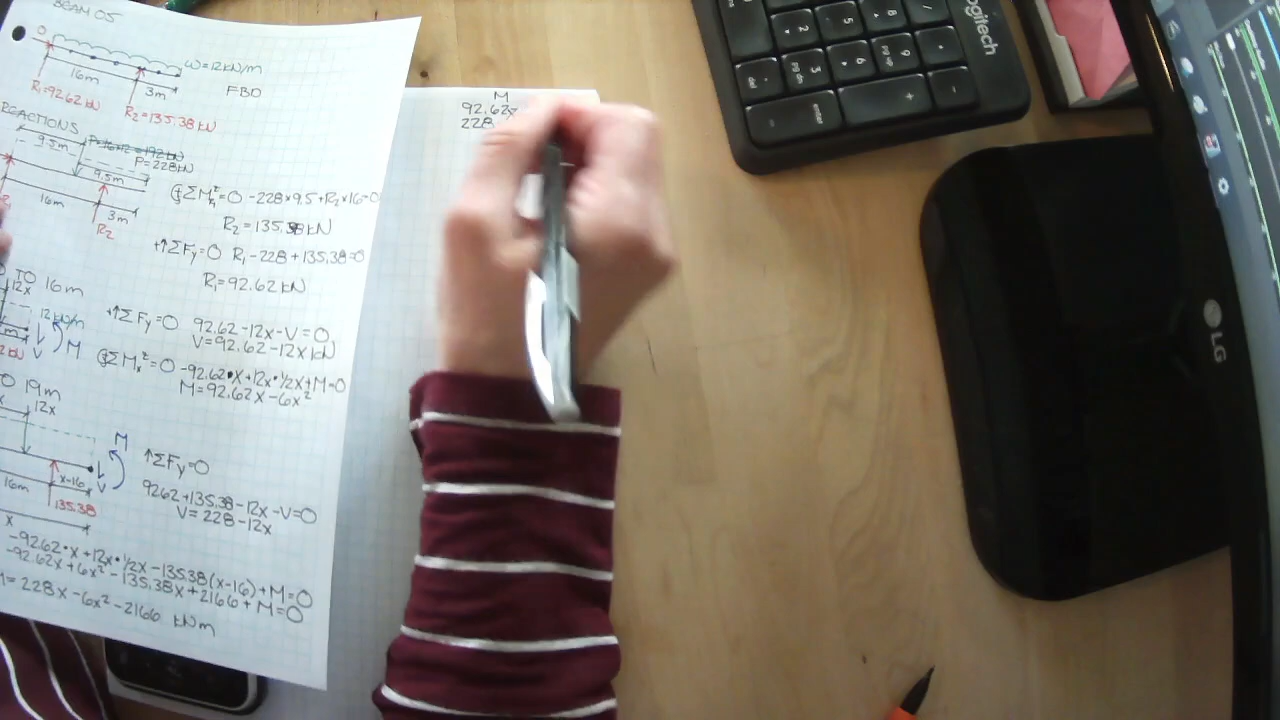 BEAM 05
ω=12kN/m
16m
3m
FBD
R₁=92.62 kN
R₂=135.38 kN
REACTIONS
9.5m
P=228kN
9.5m
16m
3m
R₂
ΣM=0 -228×9.5+R₂×16=0
R₂=135.38kN
+↑ΣFy=0 R₁-228+135.38=0
R₁=92.62kN
TO 16m
12x
12kN/m
V
M
+↑ΣFy=0 92.62-12x-V=0
V=92.62-12x kN
ΣM=0 -92.62•x+12x•½x+M=0
M=92.62x-6x²
TO 19m
12x
M
V
x-16
16m
135.38
x
↑ΣFy=0
92.62+135.38-12x-V=0
V=228-12x
-92.62•x+12x•½x-135.38(x-16)+M=0
-92.62x+6x²-135.38x+2166+M=0
M=228x-6x²-2166 kNm
M
92.62x
228
logitech
LG